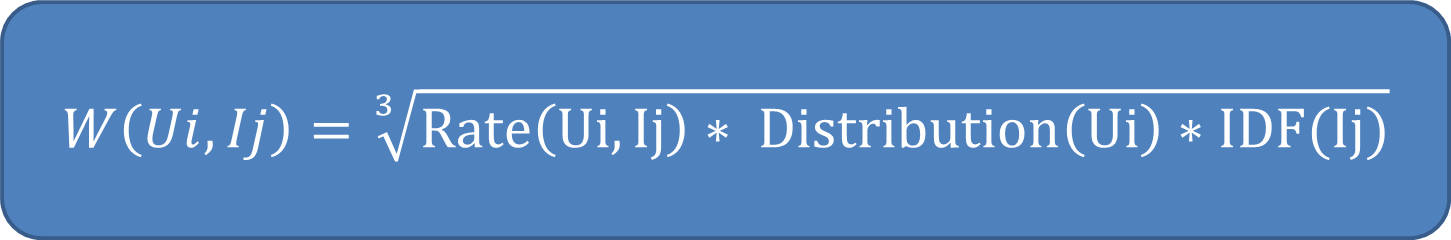 W(Ui, Ij) = ∛Rate(Ui, Ij) ∗ Distribution(Ui) ∗ IDF(Ij)